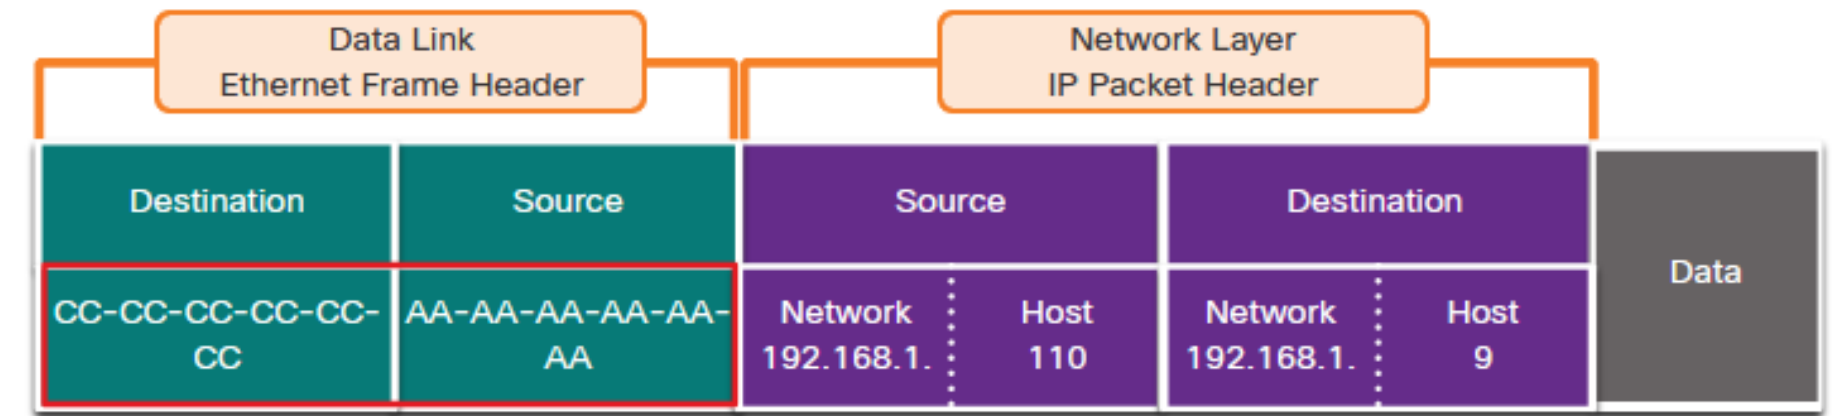 Data Link
Ethernet Frame Header
Network Layer
IP Packet Header
Destination
Source
Source
Destination
Data
CC-CC-CC-CC-CC-
CC
AA-AA-AA-AA-AA-
AA
Network
192.168.1.
Host
110
Network
192.168.1.
Host
9